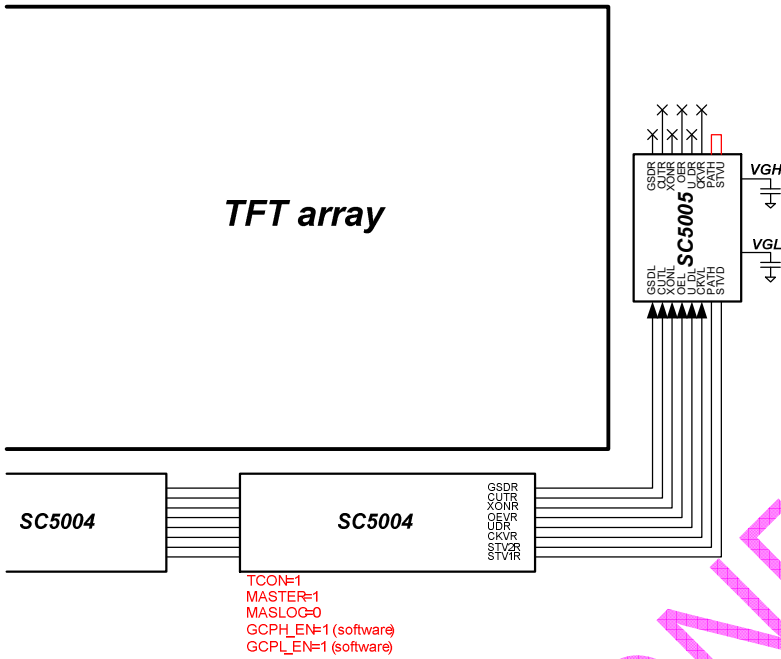 TFT array
GSDR
CUTR
XONR
OER
U_DR
CKVR
PATH
STVU
SC5005
VGH
VGL
GSDL
CUTL
XONL
OEL
U_DL
CKVL
PATH
STVD
SC5004
SC5004
GSDR
CUTR
XONR
OEVR
UDR
CKVR
STV2R
STV1R
TCON=1
MASTER=1
MASLOC=0
GCPH_EN=1 (software)
GCPL_EN=1 (software)